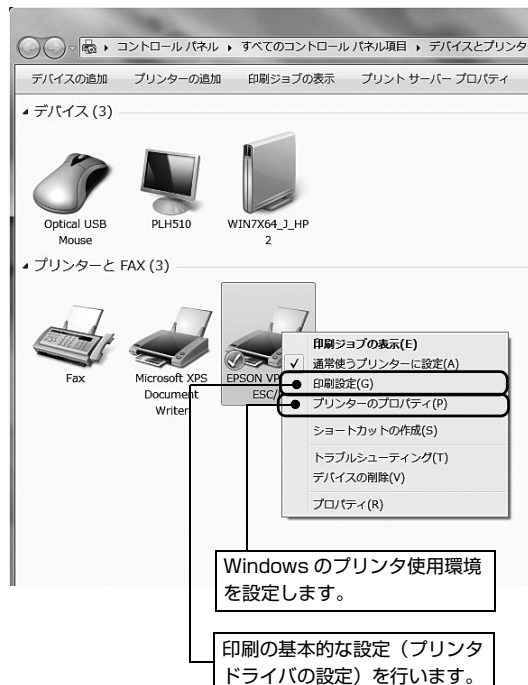 コントロール パネル ▸ すべてのコントロール パネル項目 ▸ デバイスとプリンタ
デバイスの追加 プリンターの追加 印刷ジョブの表示 プリント サーバー プロパティ
デバイス (3)
Optical USB
Mouse
PLH510
WIN7X64_J_HP
2
プリンターと FAX (3)
Fax
Microsoft XPS
Document
Writer
EPSON VP
ESC/
印刷ジョブの表示(E)
通常使うプリンターに設定(A)
印刷設定(G)
プリンターのプロパティ(P)
ショートカットの作成(S)
トラブルシューティング(T)
デバイスの削除(V)
プロパティ(R)
Windows のプリンタ使用環境
を設定します。
印刷の基本的な設定（プリンタ
ドライバの設定）を行います。